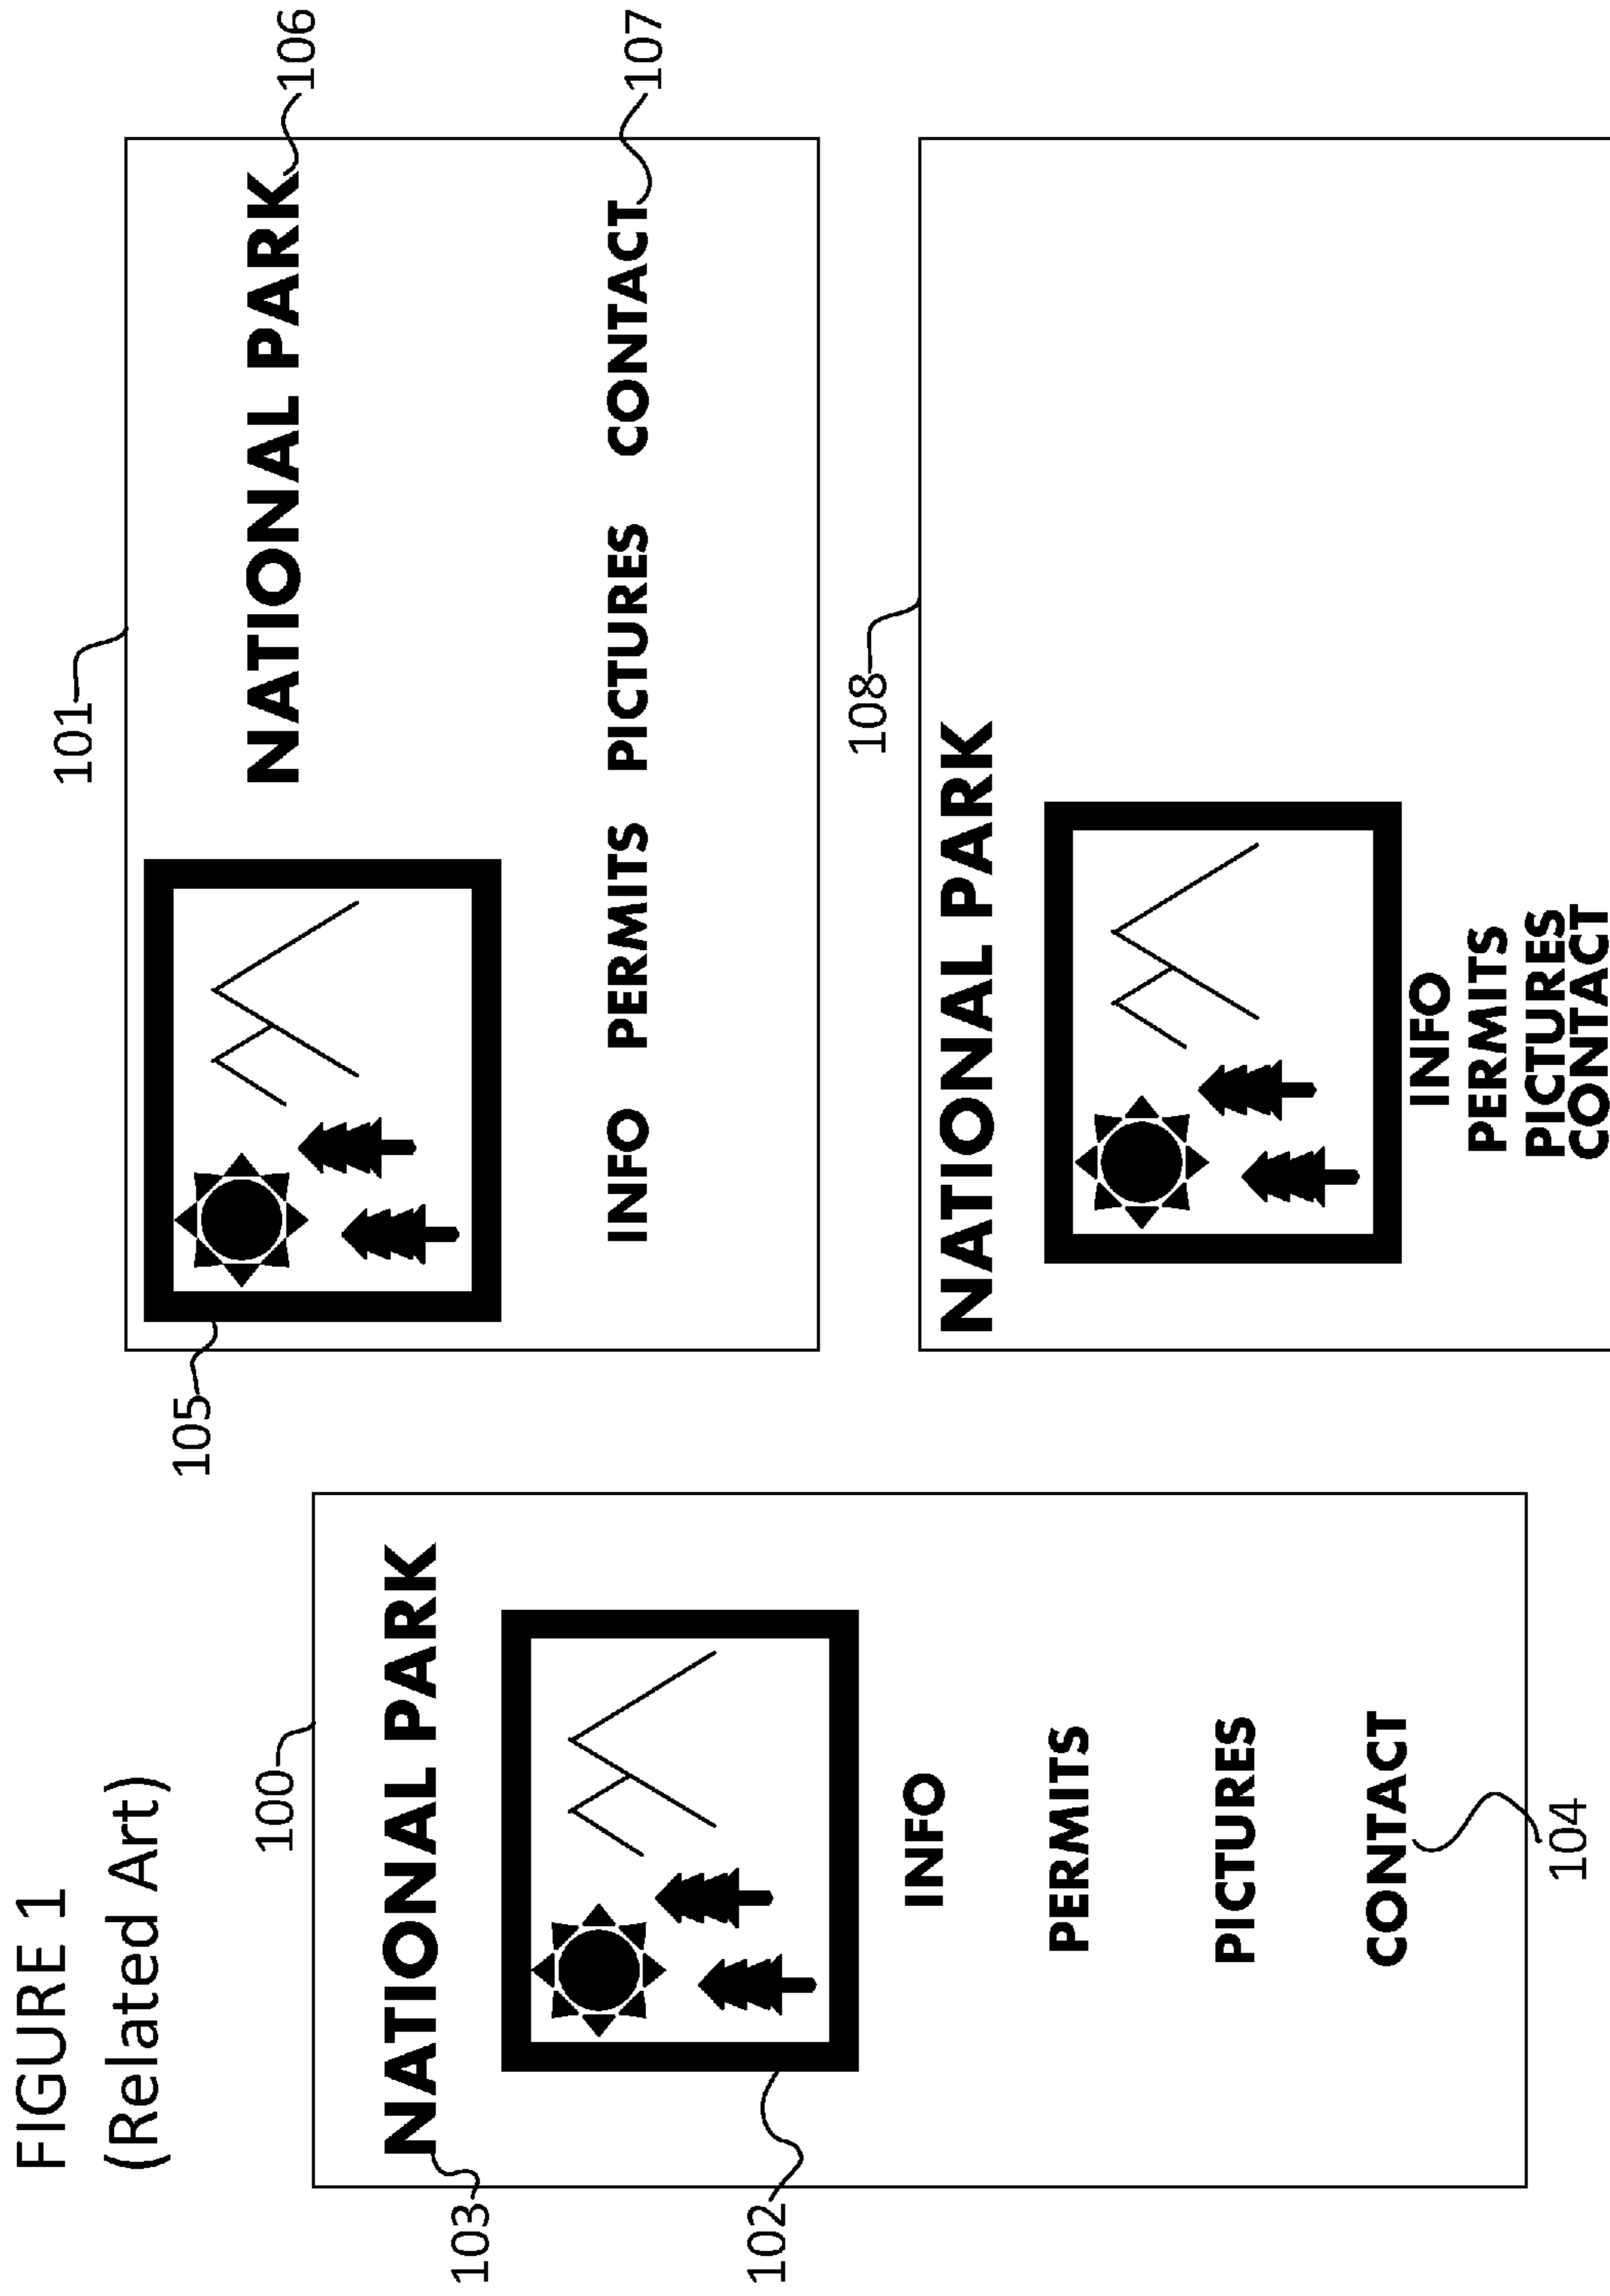 FIGURE 1
(Related Art)
100
NATIONAL PARK
103
102
INFO
PERMITS
PICTURES
CONTACT
104
101
NATIONAL PARK
106
105
INFO PERMITS PICTURES CONTACT
107
108
NATIONAL PARK
INFO
PERMITS
PICTURES
CONTACT